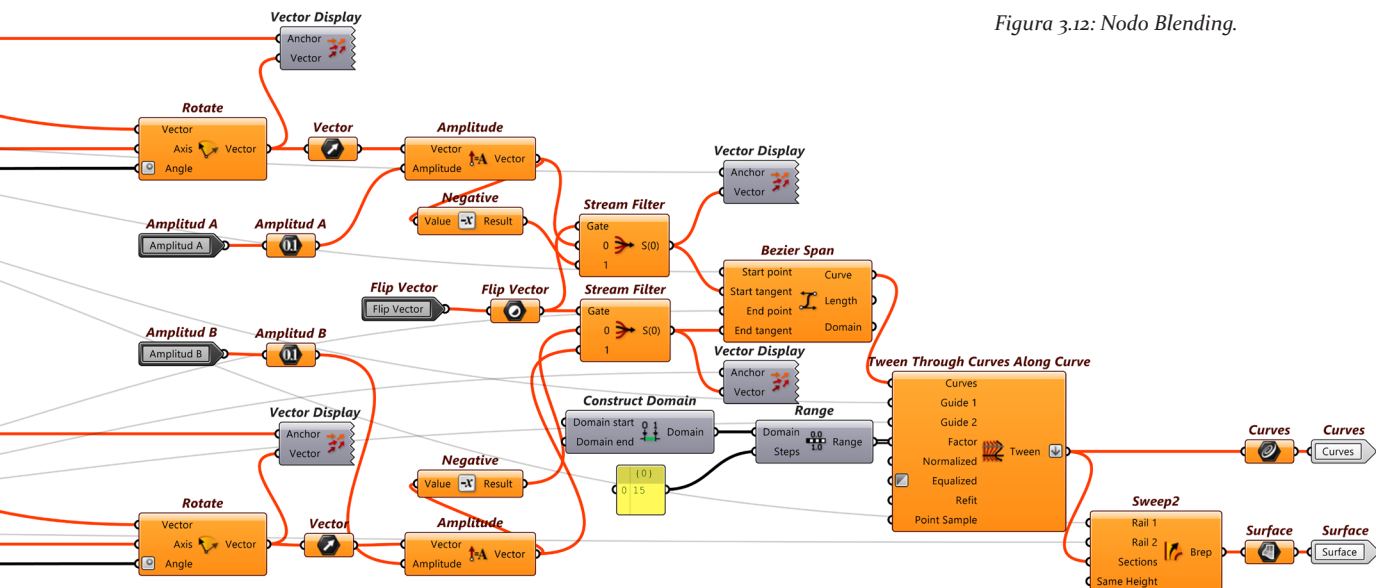 Vector Display
Anchor
Vector
Figura 3.12: Nodo Blending.
Rotate
Vector
Axis
Vector
Angle
Vector
Amplitude
Vector
Amplitude
Vector
Vector Display
Anchor
Vector
Negative
Value
-x
Result
Stream Filter
Gate
0
1
S(0)
Amplitud A
Amplitud A
Amplitud A
0.1
Bezier Span
Start point
Start tangent
End point
End tangent
Curve
Length
Domain
Flip Vector
Flip Vector
Flip Vector
Stream Filter
Gate
0
1
S(0)
Amplitud B
Amplitud B
Amplitud B
0.1
Vector Display
Anchor
Vector
Tween Through Curves Along Curve
Curves
Guide 1
Guide 2
Factor
Normalized
Equalized
Refit
Point Sample
Tween
Construct Domain
Domain start
Domain end
0 1
Domain
Range
Domain
Steps
0.0
1.0
Range
Vector Display
Anchor
Vector
Negative
Value
-x
Result
{0}
0 15
Curves
Curves
Curves
Rotate
Vector
Axis
Vector
Angle
Vector
Amplitude
Vector
Amplitude
Vector
Sweep2
Rail 1
Rail 2
Sections
Same Height
Brep
Surface
Surface
Surface